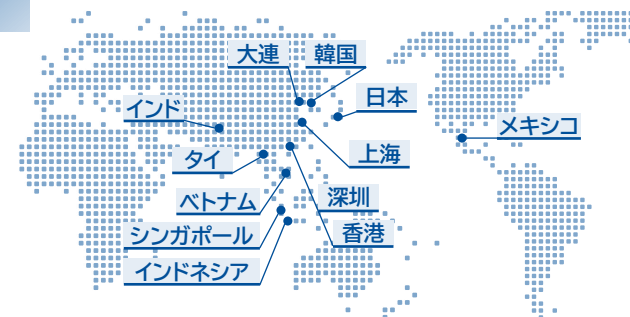 大連
韓国
日本
インド
メキシコ
タイ
上海
ベトナム
深圳
シンガポール
香港
インドネシア